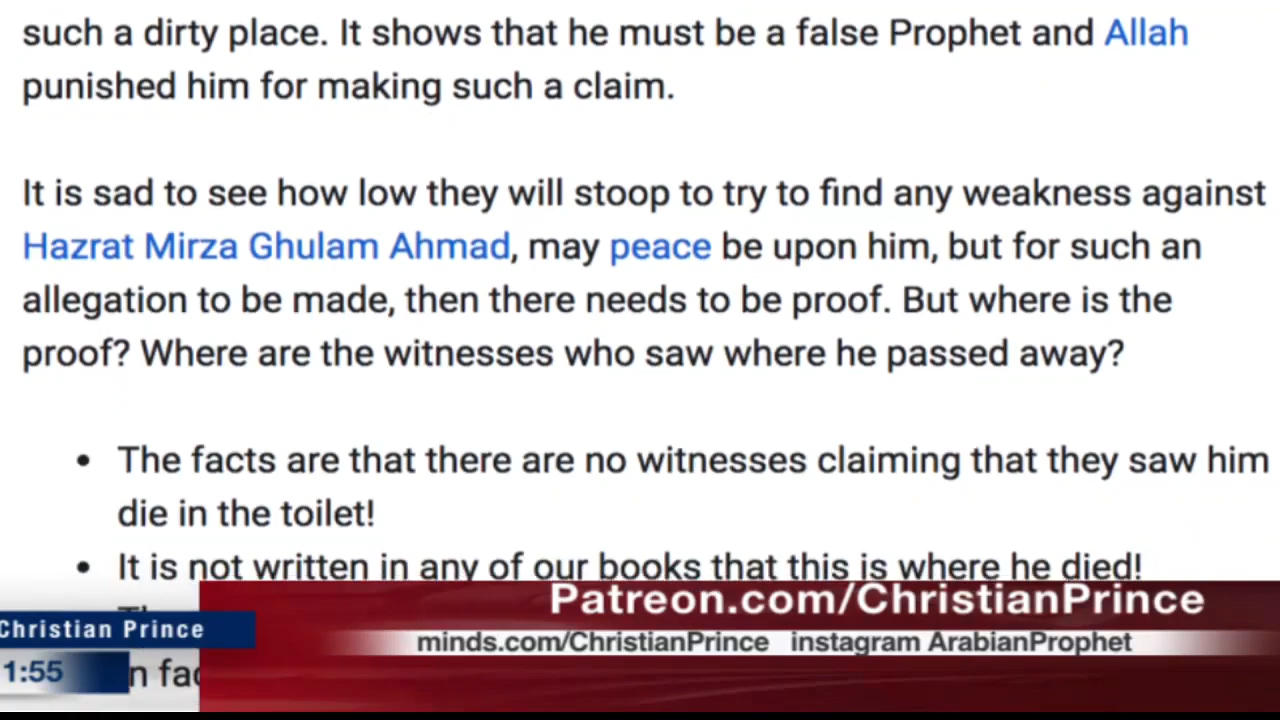 such a dirty place. It shows that he must be a false Prophet and Allah
punished him for making such a claim.
It is sad to see how low they will stoop to try to find any weakness against
Hazrat Mirza Ghulam Ahmad, may peace be upon him, but for such an
allegation to be made, then there needs to be proof. But where is the
proof? Where are the witnesses who saw where he passed away?
• The facts are that there are no witnesses claiming that they saw him
die in the toilet!
• It is not written in any of our books that this is where he died!
Patreon.com/ChristianPrince
Christian Prince
minds.com/ChristianPrince instagram ArabianProphet
1:55